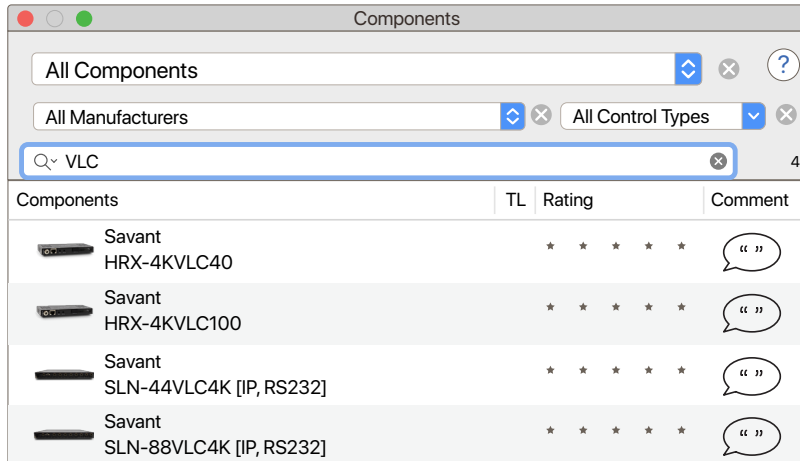 Components
All Components
?
All Manufacturers All Control Types
VLC 4
Components TL Rating Comment
Savant
HRX-4KVLC40
“ ”
Savant
HRX-4KVLC100
“ ”
Savant
SLN-44VLC4K [IP, RS232]
“ ”
Savant
SLN-88VLC4K [IP, RS232]
“ ”